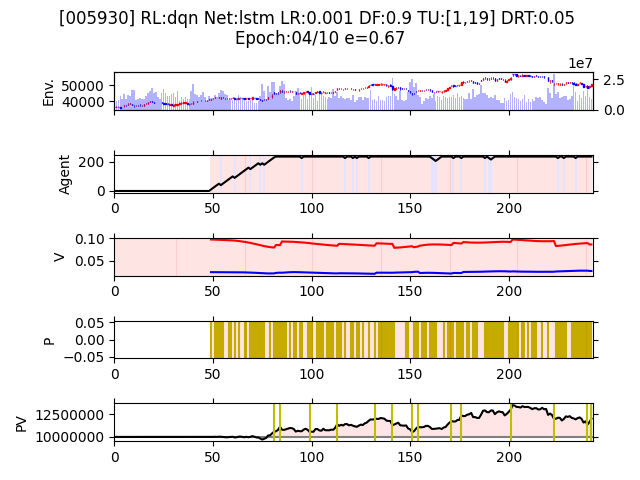 [005930] RL:dqn Net:lstm LR:0.001 DF:0.9 TU:[1,19] DRT:0.05
Epoch:04/10 e=0.67
1e7
Env.
50000
40000
2.5
0.0
Agent
200
0
0 50 100 150 200
V
0.10
0.05
0 50 100 150 200
P
0.05
0.00
−0.05
0 50 100 150 200
PV
12500000
10000000
0 50 100 150 200